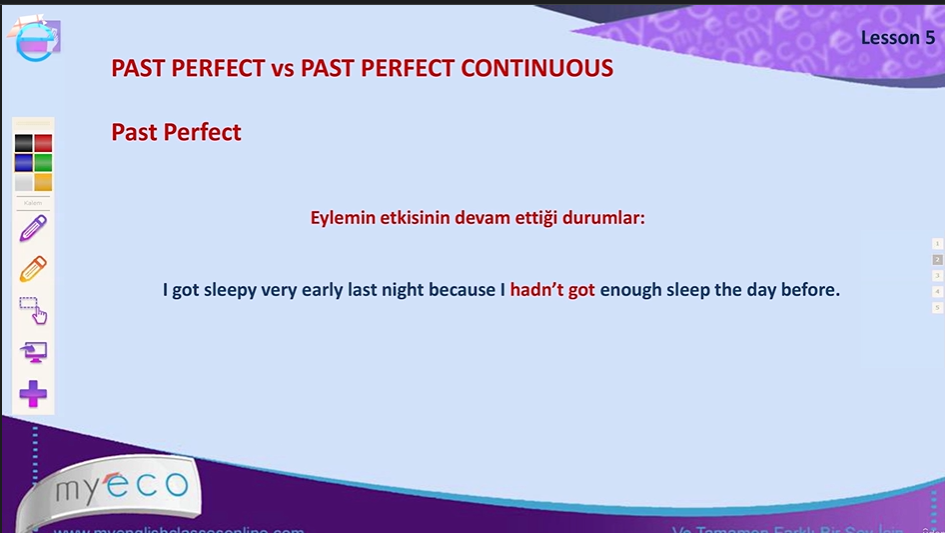 Lesson 5
PAST PERFECT vs PAST PERFECT CONTINUOUS
Past Perfect
Kalem
Eylemin etkisinin devam ettiği durumlar:
1
2
3
4
5
I got sleepy very early last night because I hadn't got enough sleep the day before.
myeco
www.myenglishclassesonline.com
Ve Tamamen Farklı Bir Şey İçin